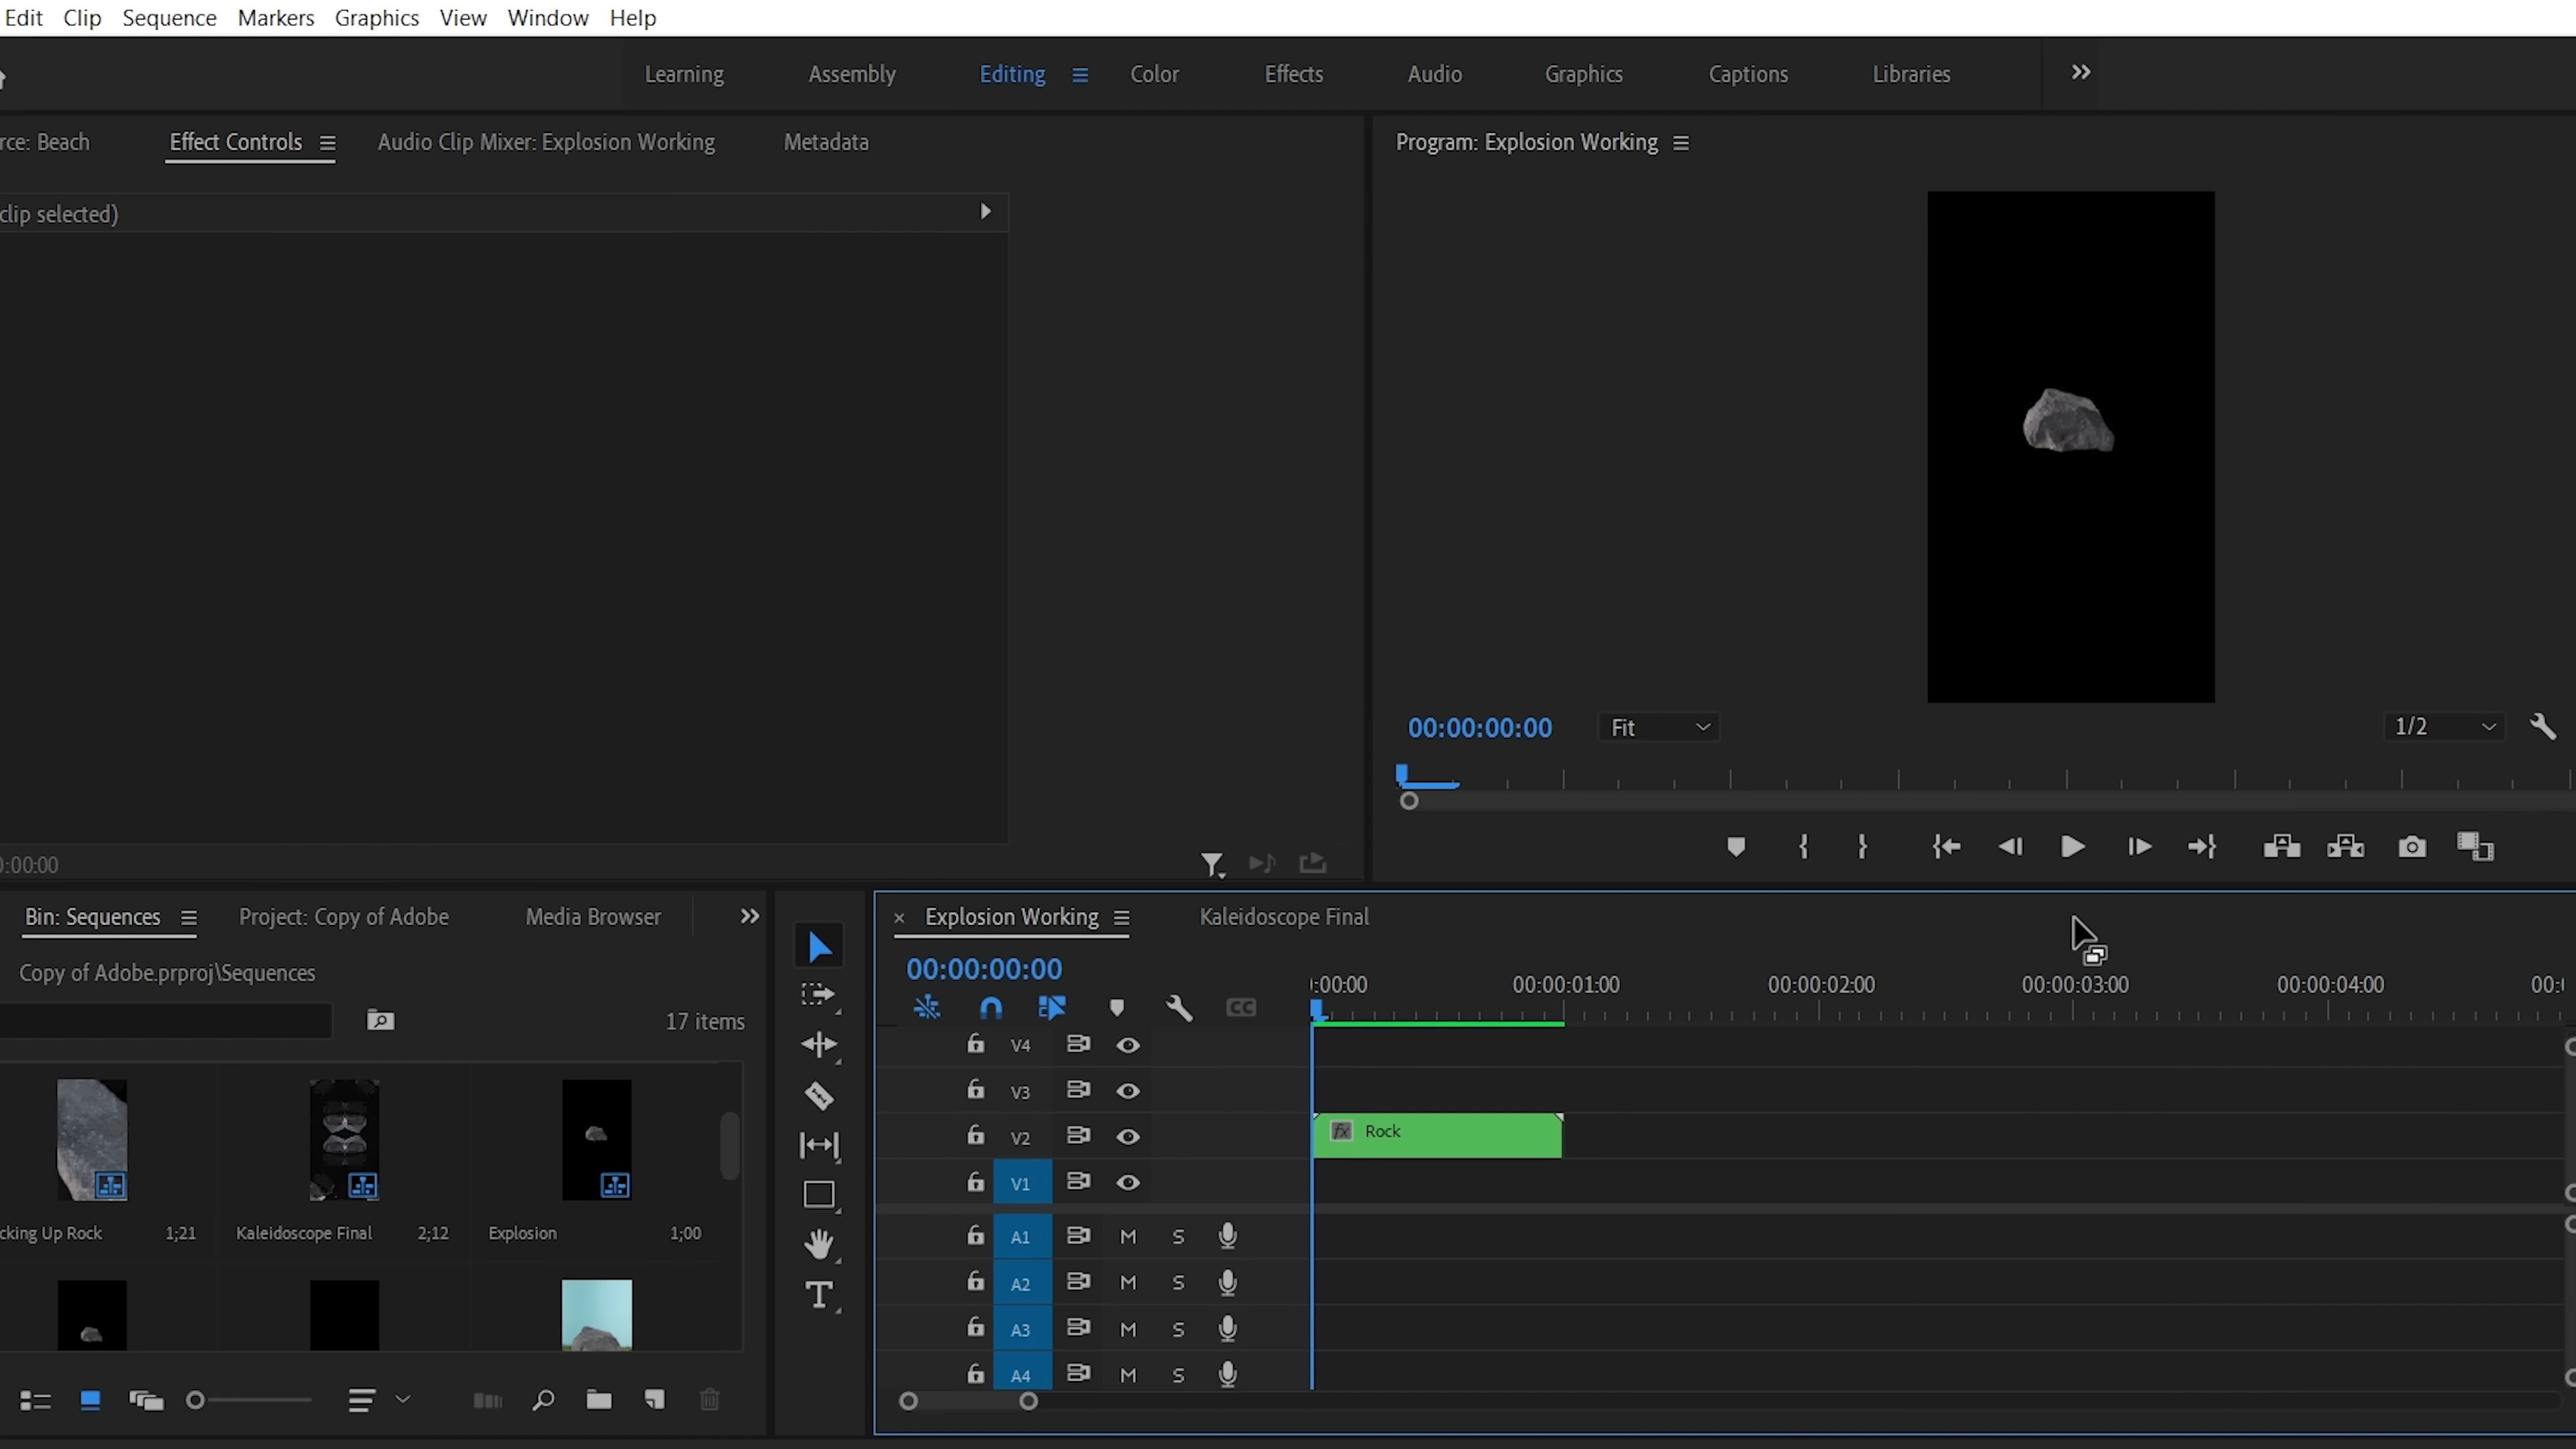 Edit Clip Sequence Markers Graphics View Window Help
Learning Assembly Editing Color Effects Audio Graphics Captions Libraries
rce: Beach Effect Controls Audio Clip Mixer: Explosion Working Metadata
Program: Explosion Working
clip selected)
00:00:00:00 Fit 1/2
0:00:00
Bin: Sequences Project: Copy of Adobe Media Browser
Explosion Working Kaleidoscope Final
Copy of Adobe.prproj\Sequences
00:00:00:00
:00:00 00:00:01:00 00:00:02:00 00:00:03:00 00:00:04:00 00:0
17 items
V4
V3
V2 fx Rock
V1
cking Up Rock 1;21 Kaleidoscope Final 2;12 Explosion 1;00
A1 M S
A2 M S
A3 M S
A4 M S